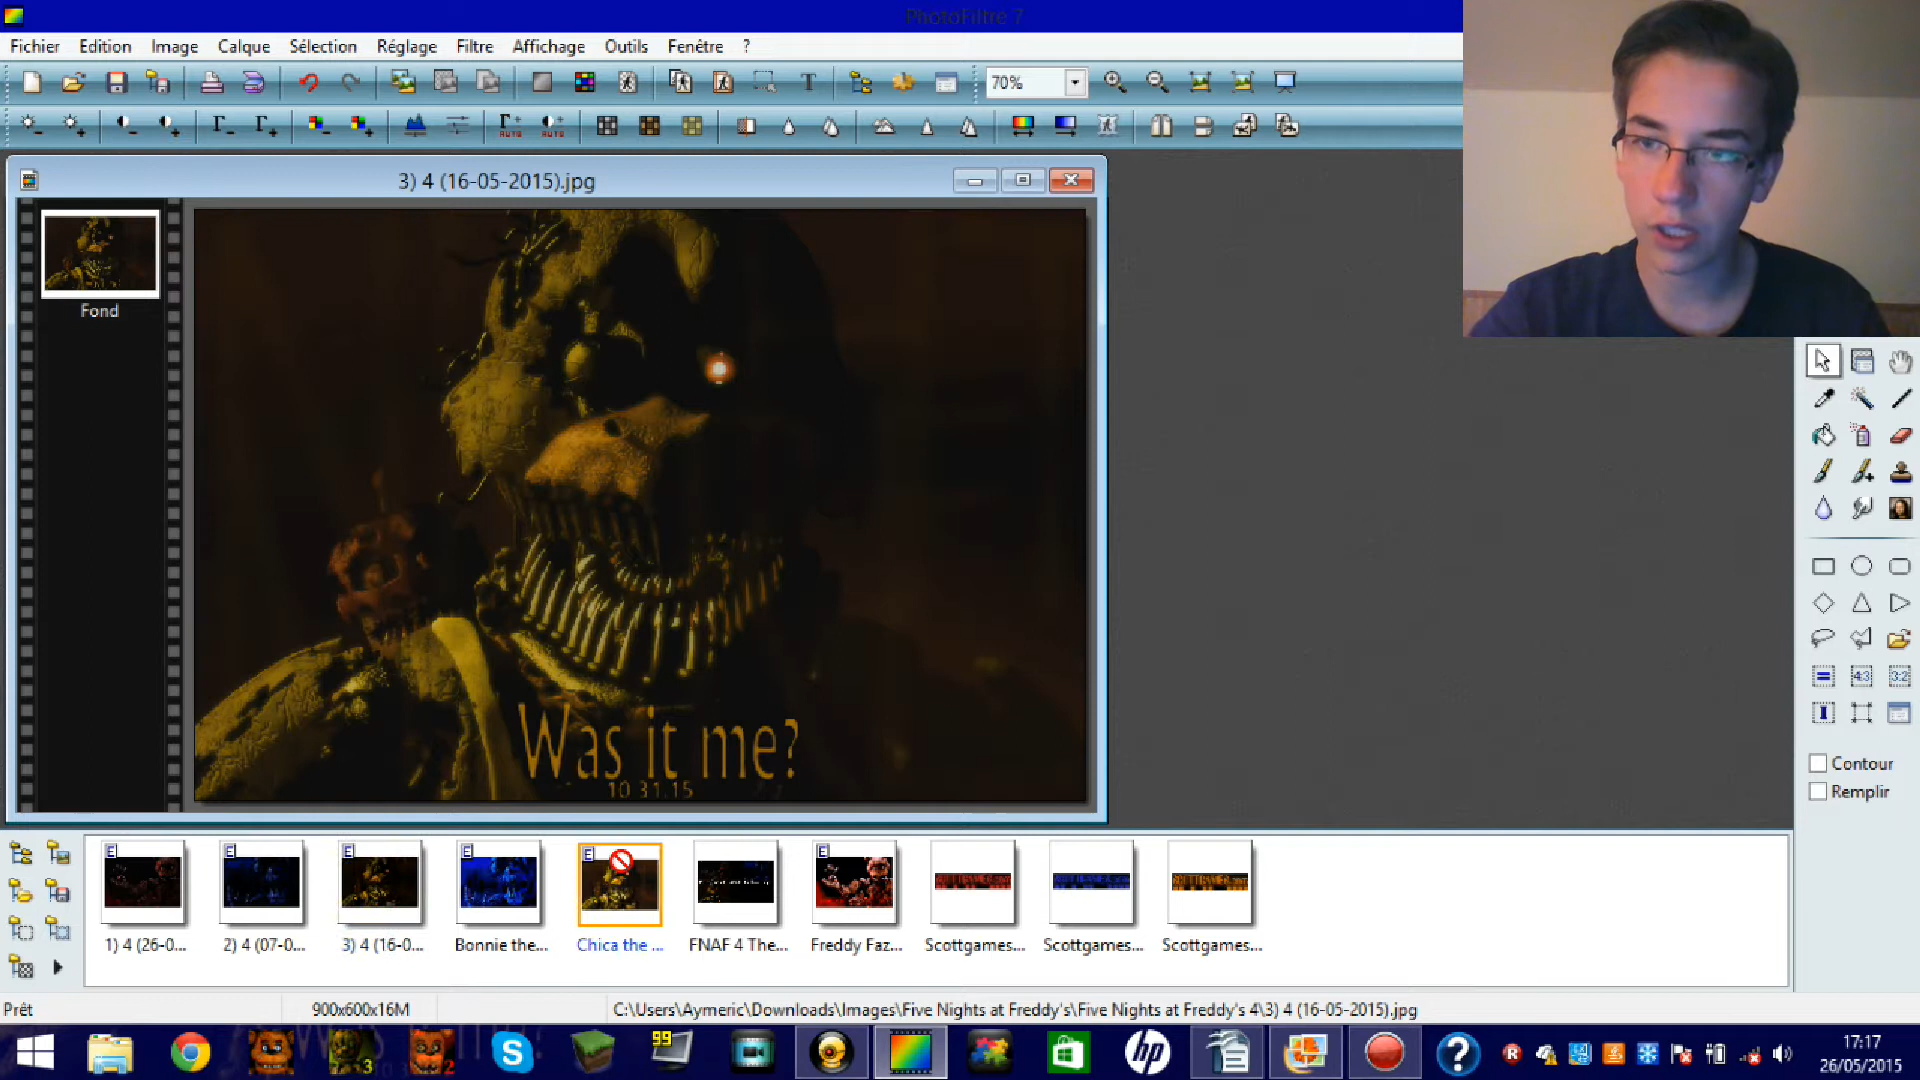 PhotoFiltre 7
Fichier Edition Image Calque Sélection Réglage Filtre Affichage Outils Fenêtre ?
70%
3) 4 (16-05-2015).jpg
Fond
Was it me?
10 31.15
Contour
Remplir
1) 4 (26-0... 2) 4 (07-0... 3) 4 (16-0... Bonnie the... Chica the ... FNAF 4 The... Freddy Faz... Scottgames... Scottgames... Scottgames...
Prêt 900x600x16M C:\Users\Aymeric\Downloads\Images\Five Nights at Freddy's\Five Nights at Freddy's 4\3) 4 (16-05-2015).jpg
17:17
26/05/2015